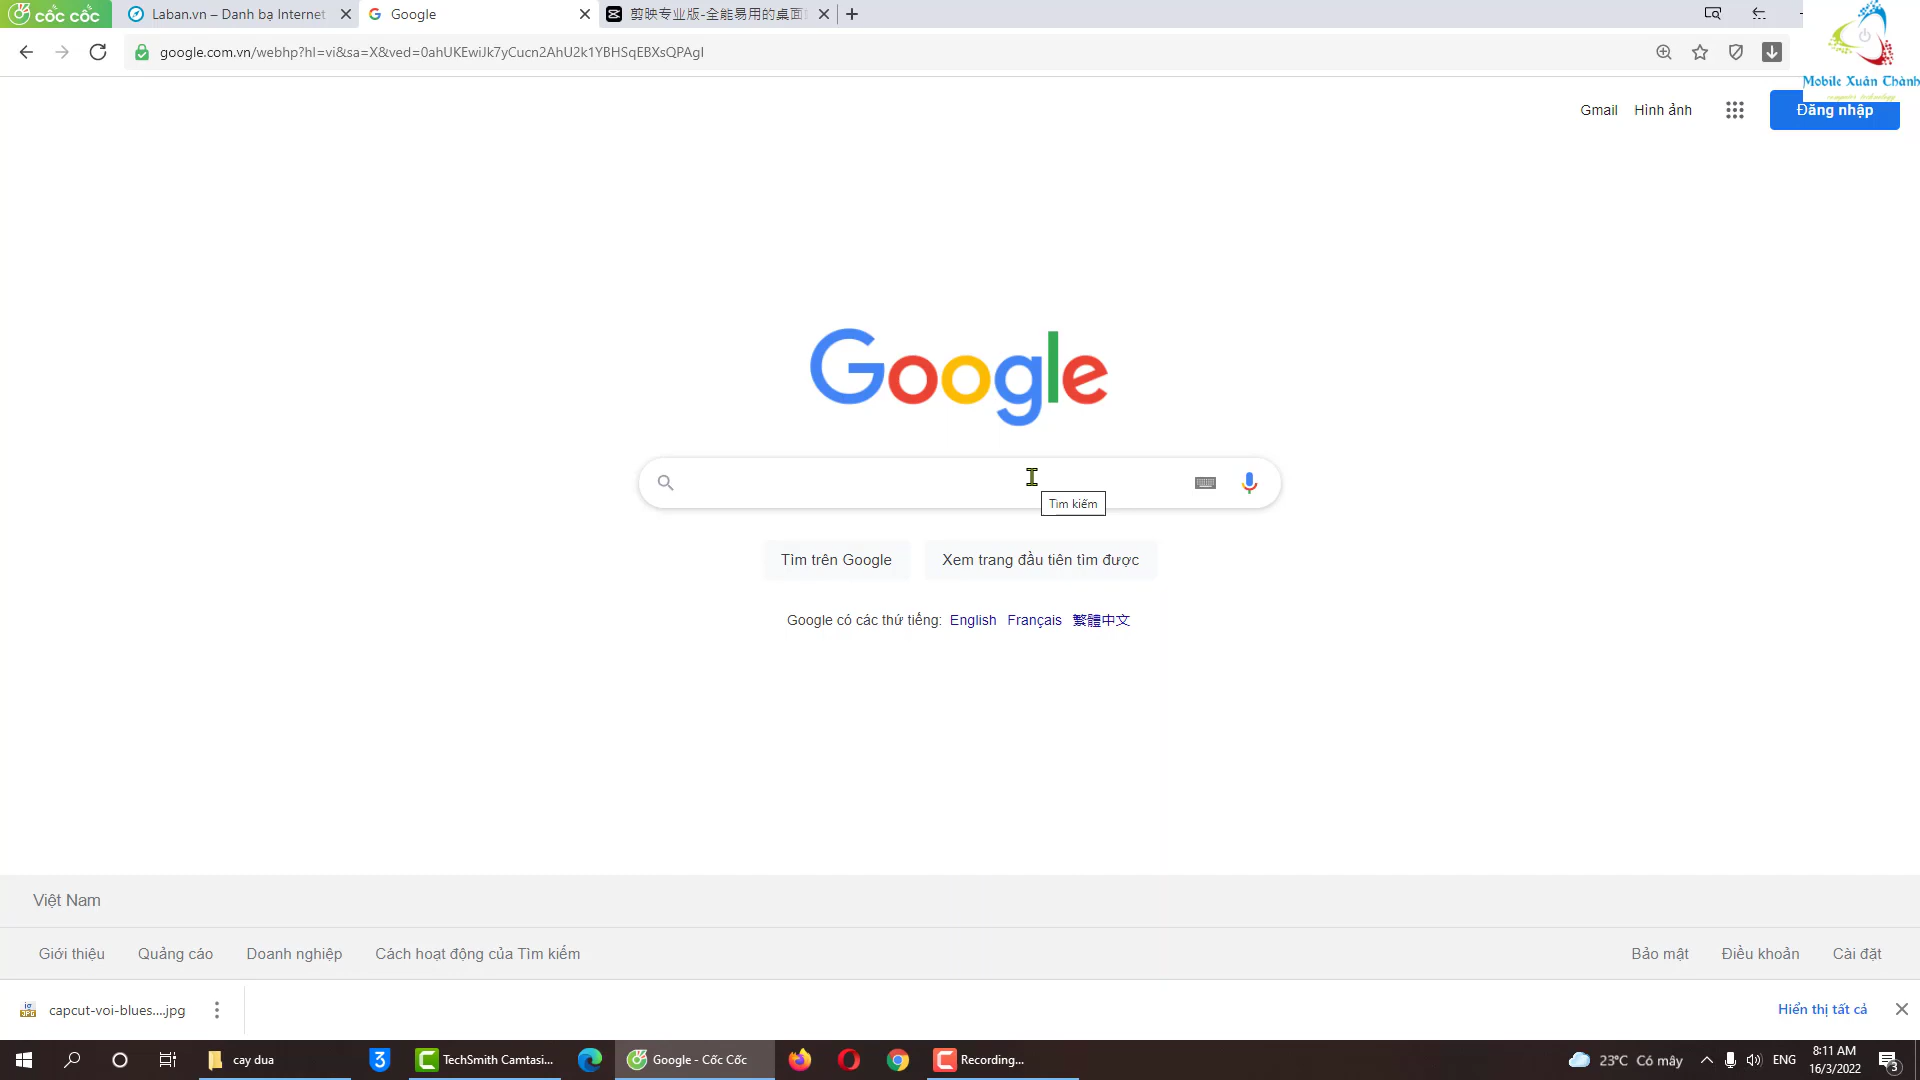 cốc cốc
Laban.vn – Danh bạ Internet
Google
剪映专业版-全能易用的桌面
google.com.vn/webhp?hl=vi&sa=X&ved=0ahUKEwiJk7yCucn2AhU2k1YBHSqEBXsQPAgI
Mobile Xuân Thành
computer technology
Gmail
Hình ảnh
Đăng nhập
Google
Tìm kiếm
Tìm trên Google
Xem trang đầu tiên tìm được
Google có các thứ tiếng: English Français 繁體中文
Việt Nam
Giới thiệu
Quảng cáo
Doanh nghiệp
Cách hoạt động của Tìm kiếm
Bảo mật
Điều khoản
Cài đặt
capcut-voi-blues....jpg
Hiển thị tất cả
cay dua
TechSmith Camtasi...
Google - Cốc Cốc
Recording...
23°C Có mây
ENG
8:11 AM
16/3/2022
3